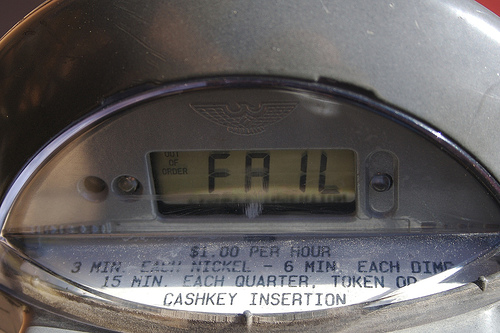 OUT
OF
ORDER
FAIL
$1.00 PER HOUR
3 MIN. EACH NICKEL - 6 MIN. EACH DIME
15 MIN. EACH QUARTER, TOKEN OR
CASHKEY INSERTION